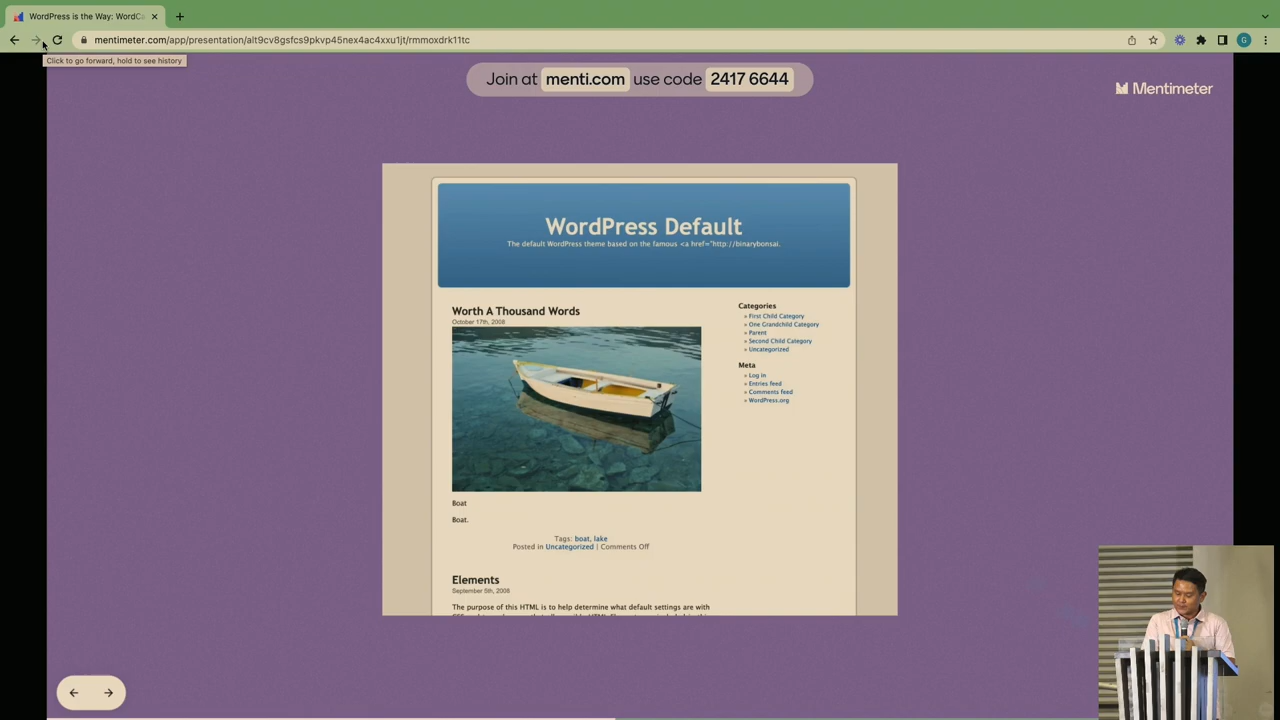 WordPress is the Way: WordCa
mentimeter.com/app/presentation/alt9cv8gsfcs9pkvp45nex4ac4xxu1jt/rmmoxdrk11tc
G
Click to go forward, hold to see history
Join at menti.com use code 2417 6644
Mentimeter
WordPress Default
The default WordPress theme based on the famous <a href="http://binarybonsai.
Worth A Thousand Words
October 17th, 2008
Boat
Boat.
Tags: boat, lake
Posted in Uncategorized | Comments Off
Elements
September 5th, 2008
The purpose of this HTML is to help determine what default settings are with
Categories
» First Child Category
» One Grandchild Category
» Parent
» Second Child Category
» Uncategorized
Meta
» Log in
» Entries feed
» Comments feed
» WordPress.org